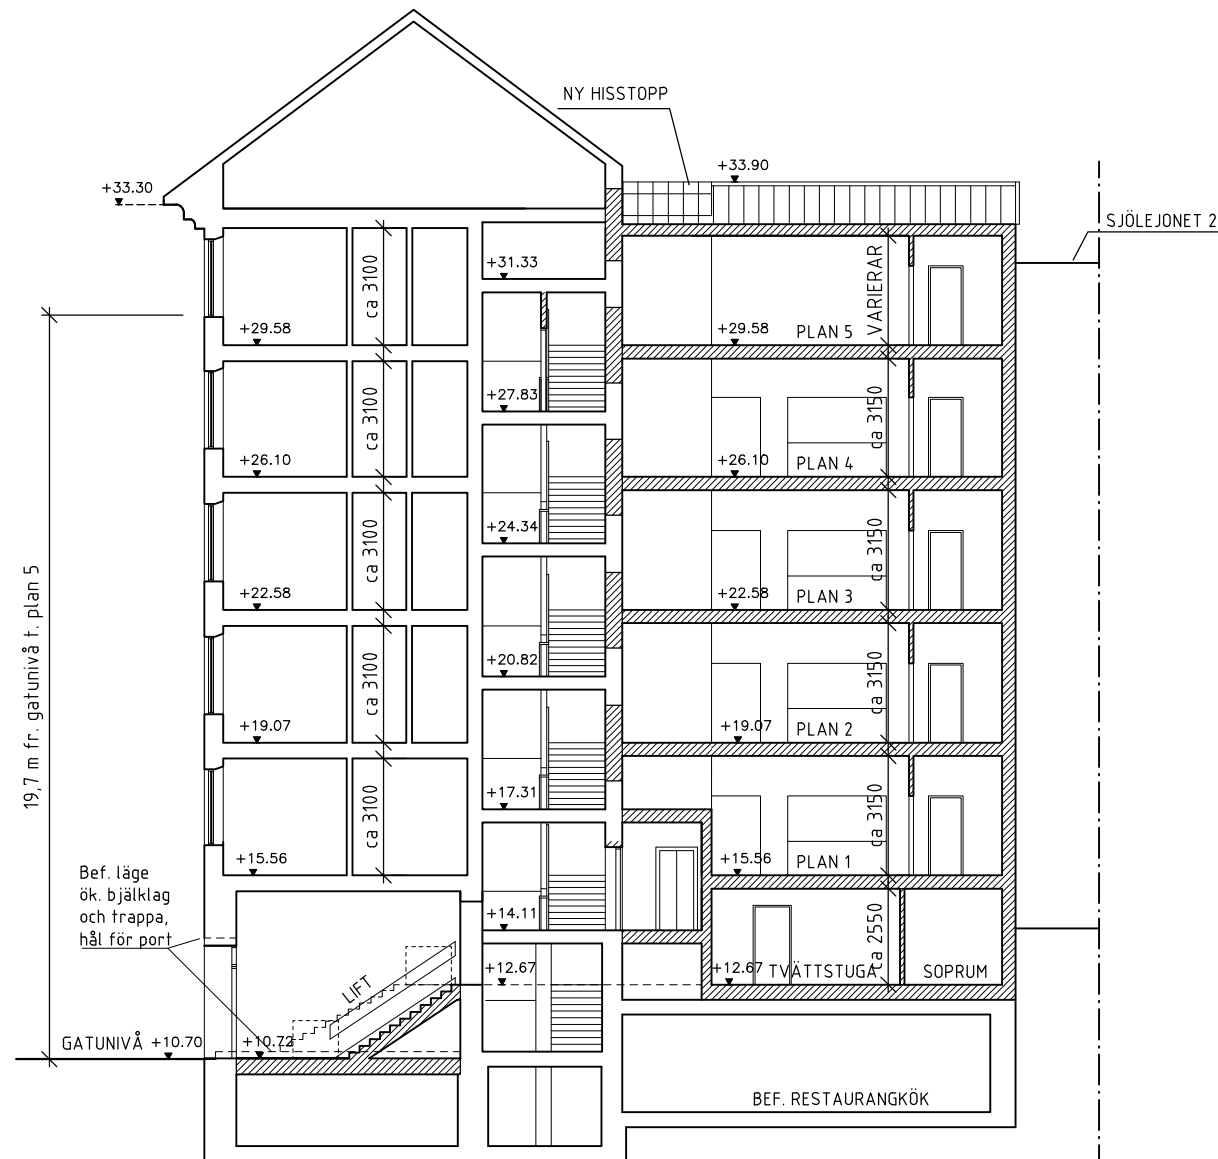 NY HISSTOPP
+33.90
+33.30
SJÖLEJONET 2
+31.33
ca 3100
VARIERAR
+29.58
+29.58
PLAN 5
+27.83
ca 3100
ca 3150
+26.10
+26.10
PLAN 4
+24.34
ca 3100
ca 3150
+22.58
+22.58
PLAN 3
19,7 m fr. gatunivå t. plan 5
+20.82
ca 3100
ca 3150
+19.07
+19.07
PLAN 2
+17.31
ca 3100
ca 3150
+15.56
+15.56
PLAN 1
Bef. läge
ök. bjälklag
och trappa,
hål för port
+14.11
ca 2550
LIFT
+12.67
+12.67
TVÄTTSTUGA
SOPRUM
GATUNIVÅ +10.70
+10.72
BEF. RESTAURANGKÖK